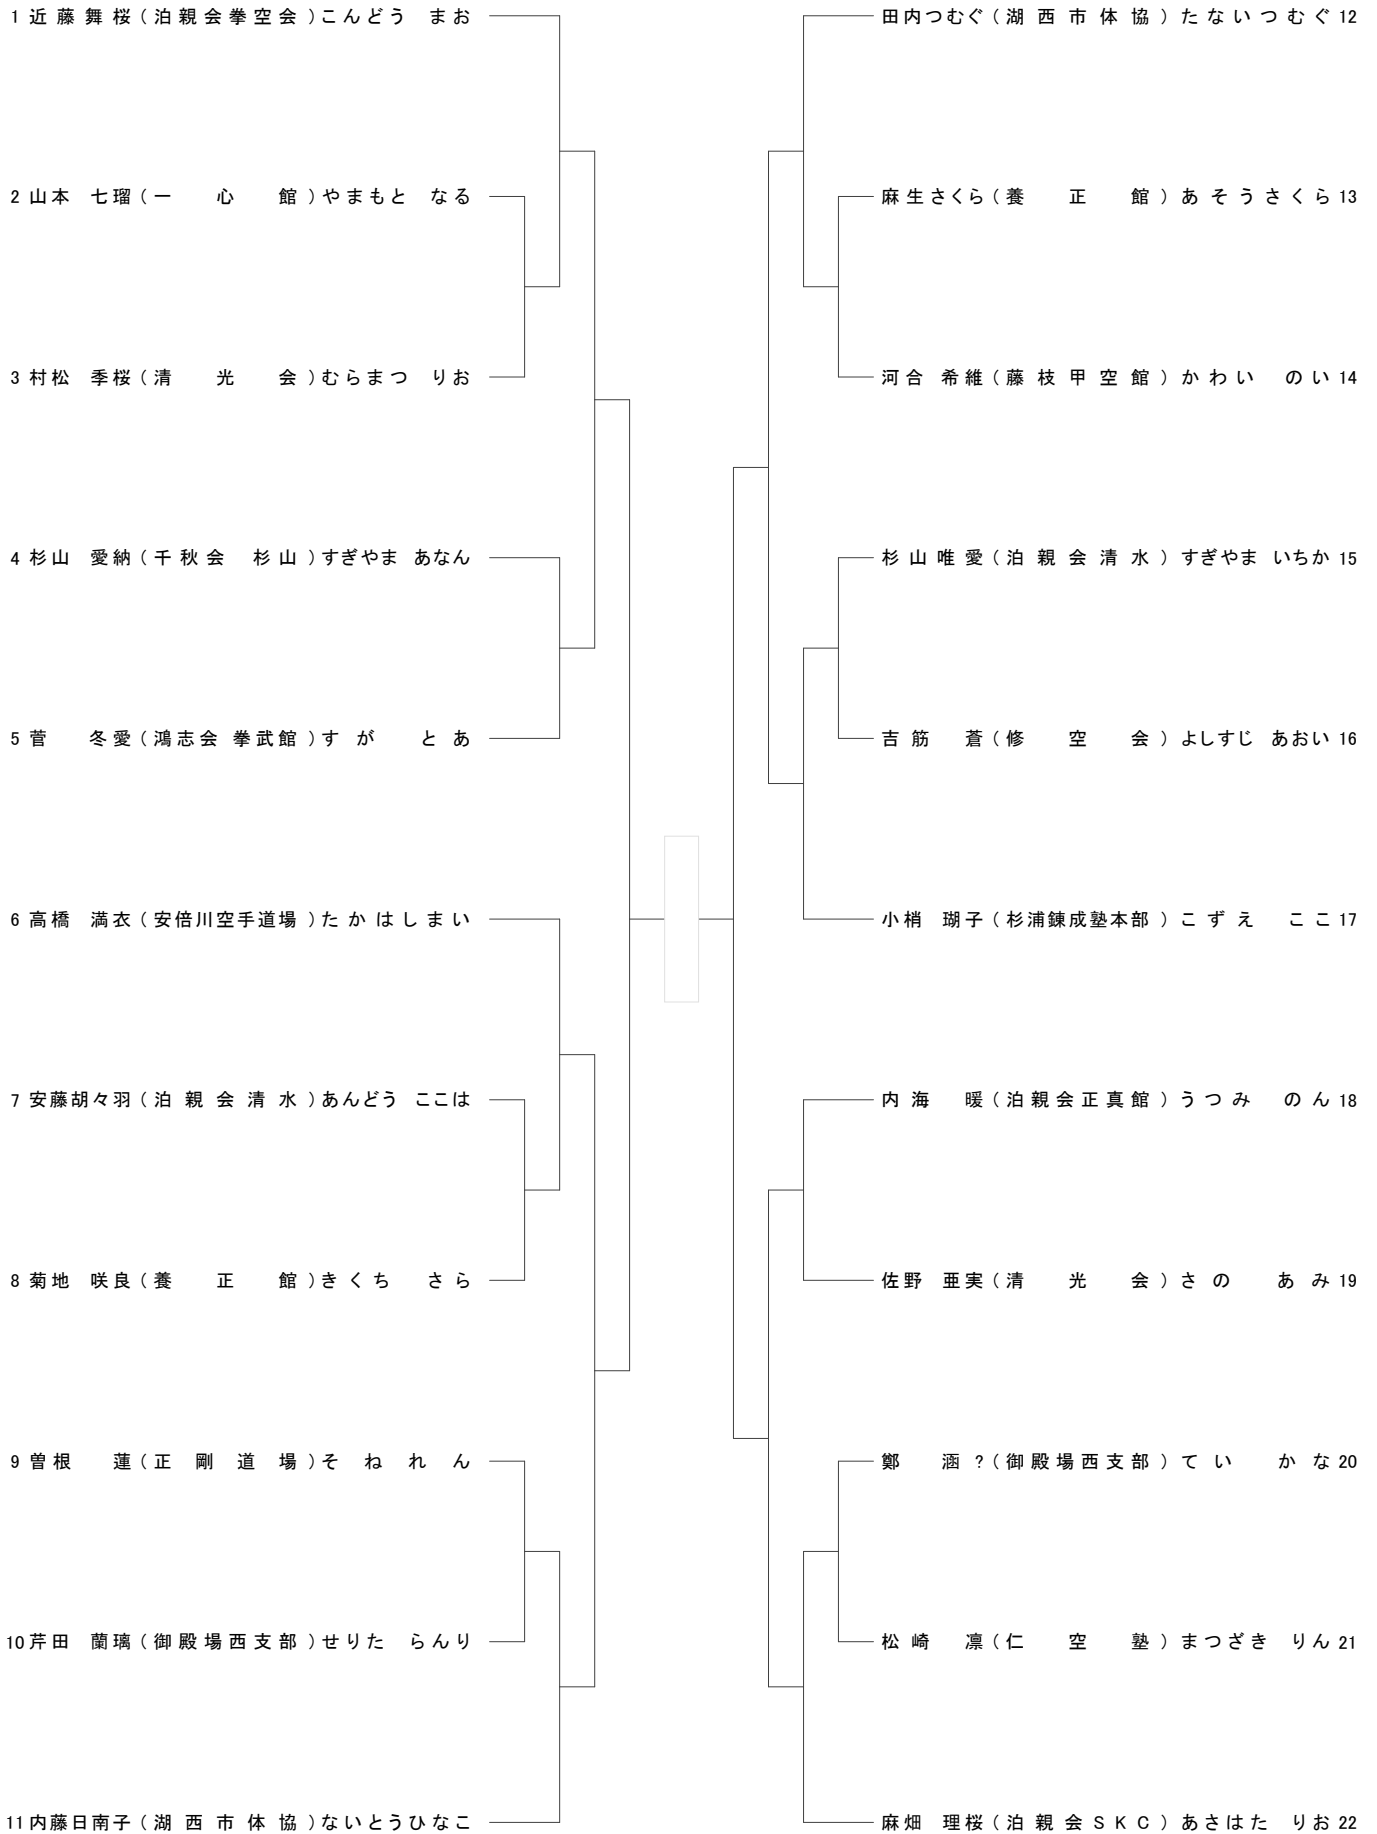 1 近藤舞桜(泊親会拳空会)こんどう まお
2 山本 七瑠(一心館)やまもと なる
3 村松 季桜(清光会)むらまつ りお
4 杉山 愛納(千秋会 杉山)すぎやま あなん
5 菅 冬愛(鴻志会 拳武館)すが とあ
6 高橋 満衣(安倍川空手道場)たかはしまい
7 安藤胡々羽(泊親会清水)あんどう ここは
8 菊地 咲良(養正館)きくち さら
9 曽根 蓮(正剛道場)そねれん
10 芹田 蘭璃(御殿場西支部)せりた らんり
11 内藤日南子(湖西市体協)ないとうひなこ
田内つむぐ(湖西市体協)たないつむぐ 12
麻生さくら(養正館)あそうさくら 13
河合 希維(藤枝甲空館)かわい のい 14
杉山唯愛(泊親会清水)すぎやま いちか 15
吉筋 蒼(修空会)よしすじ あおい 16
小梢 瑚子(杉浦錬成塾本部)こずえ ここ 17
内海 暖(泊親会正真館)うつみ のん 18
佐野 亜実(清光会)さの あみ 19
鄭 涵?(御殿場西支部)てい かな 20
松崎 凛(仁空塾)まつざき りん 21
麻畑 理桜(泊親会SKC)あさはた りお 22